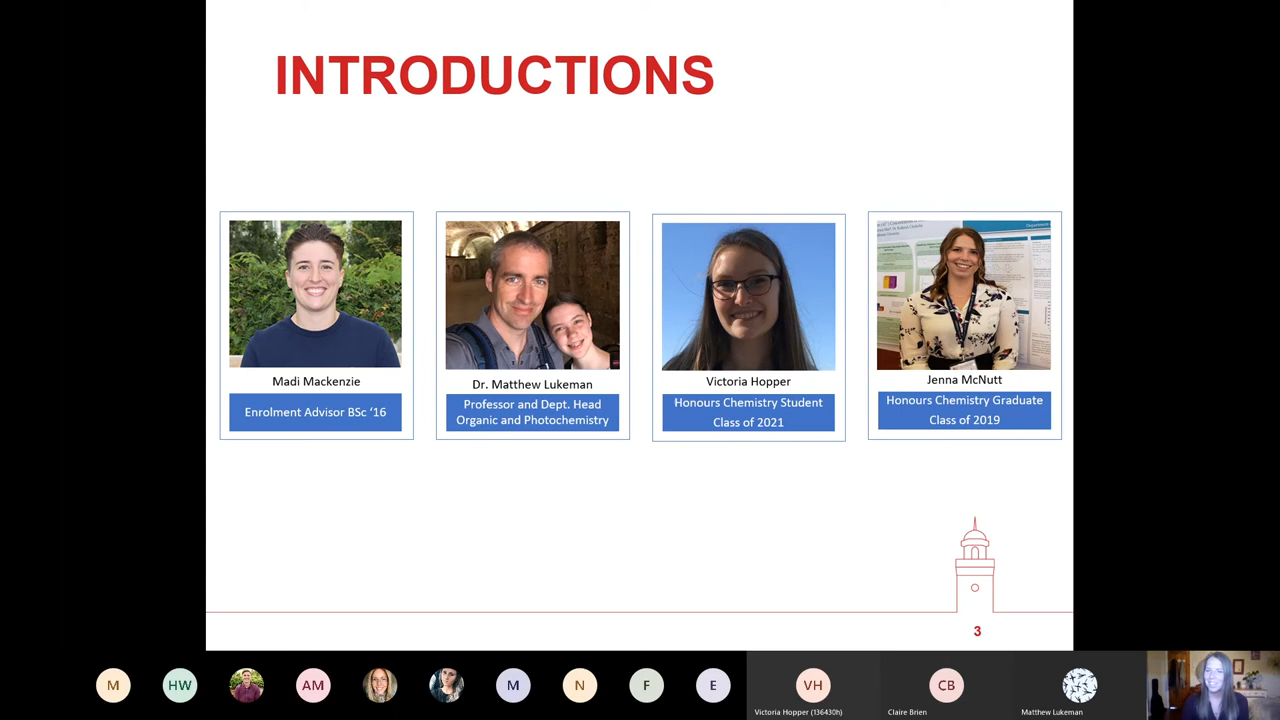 INTRODUCTIONS
Madi Mackenzie
Enrolment Advisor BSc ‘16
Dr. Matthew Lukeman
Professor and Dept. Head
Organic and Photochemistry
Victoria Hopper
Honours Chemistry Student
Class of 2021
Jenna McNutt
Honours Chemistry Graduate
Class of 2019
3
M
HW
AM
M
N
F
E
VH
CB
Victoria Hopper (136430h)
Claire Brien
Matthew Lukeman